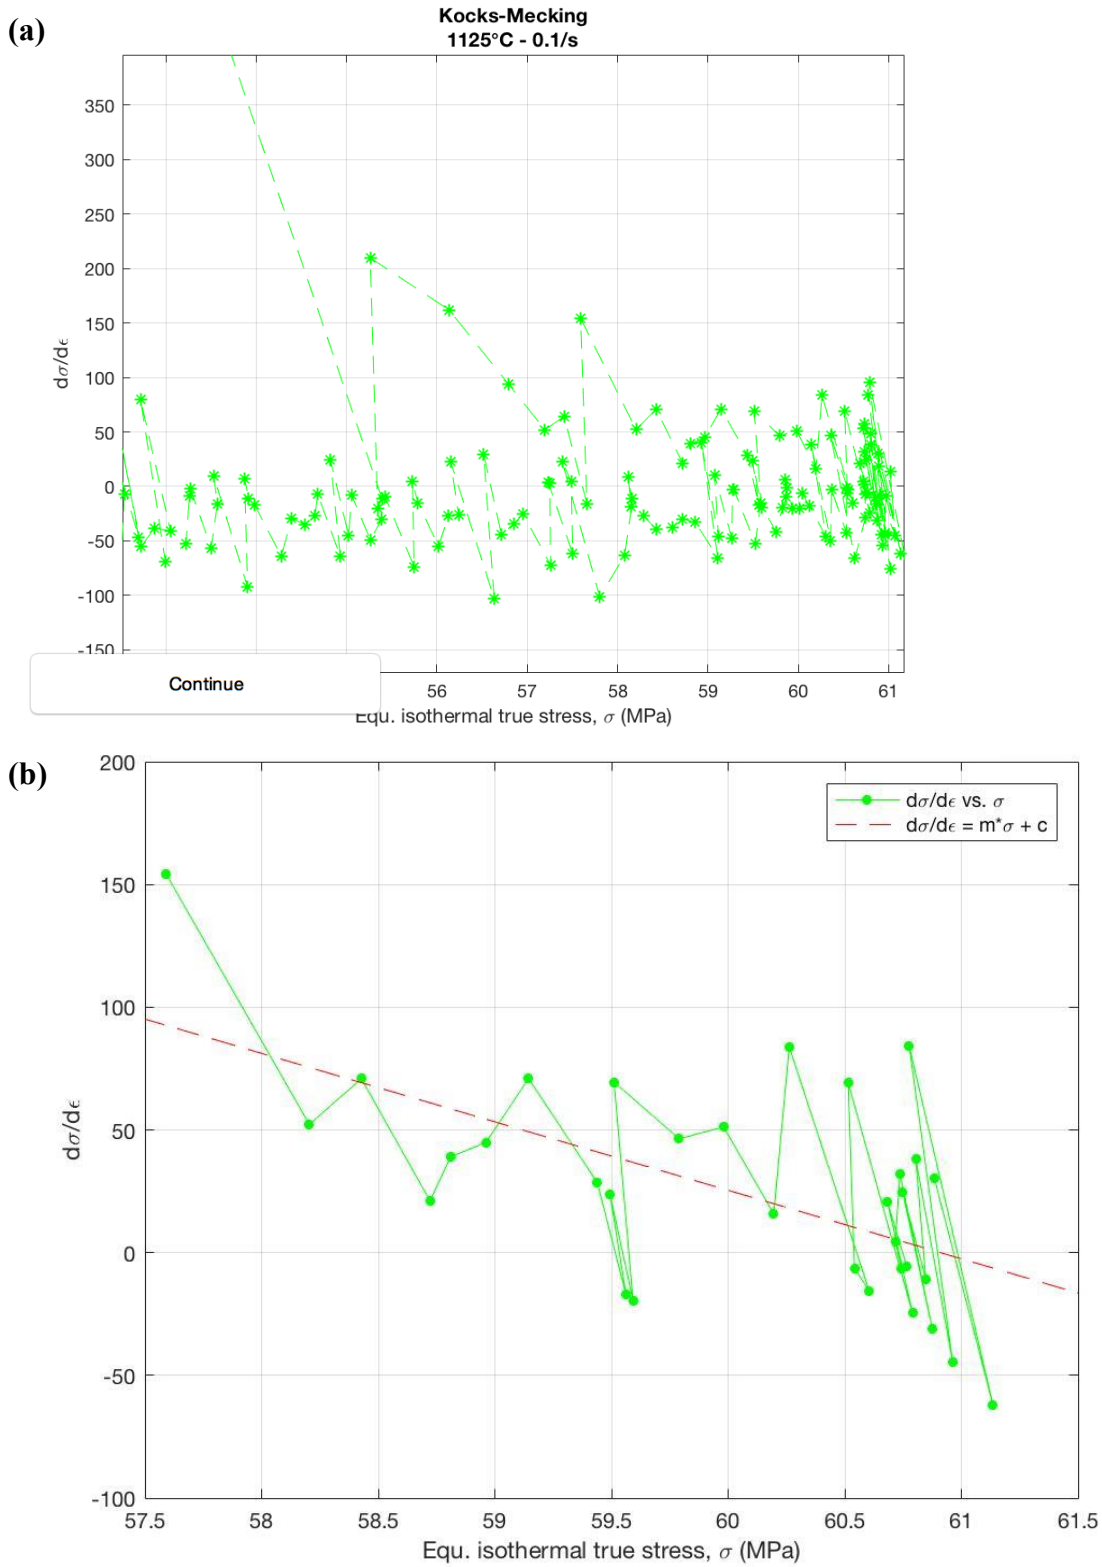 (a)
Kocks-Mecking
1125°C - 0.1/s
350
300
250
200
150
100
50
0
-50
-100
-150
dσ/dϵ
Continue
56 57 58 59 60 61
Equ. isothermal true stress, σ (MPa)
(b)
200
150
100
50
0
-50
-100
dσ/dϵ
dσ/dϵ vs. σ
dσ/dϵ = m*σ + c
57.5 58 58.5 59 59.5 60 60.5 61 61.5
Equ. isothermal true stress, σ (MPa)